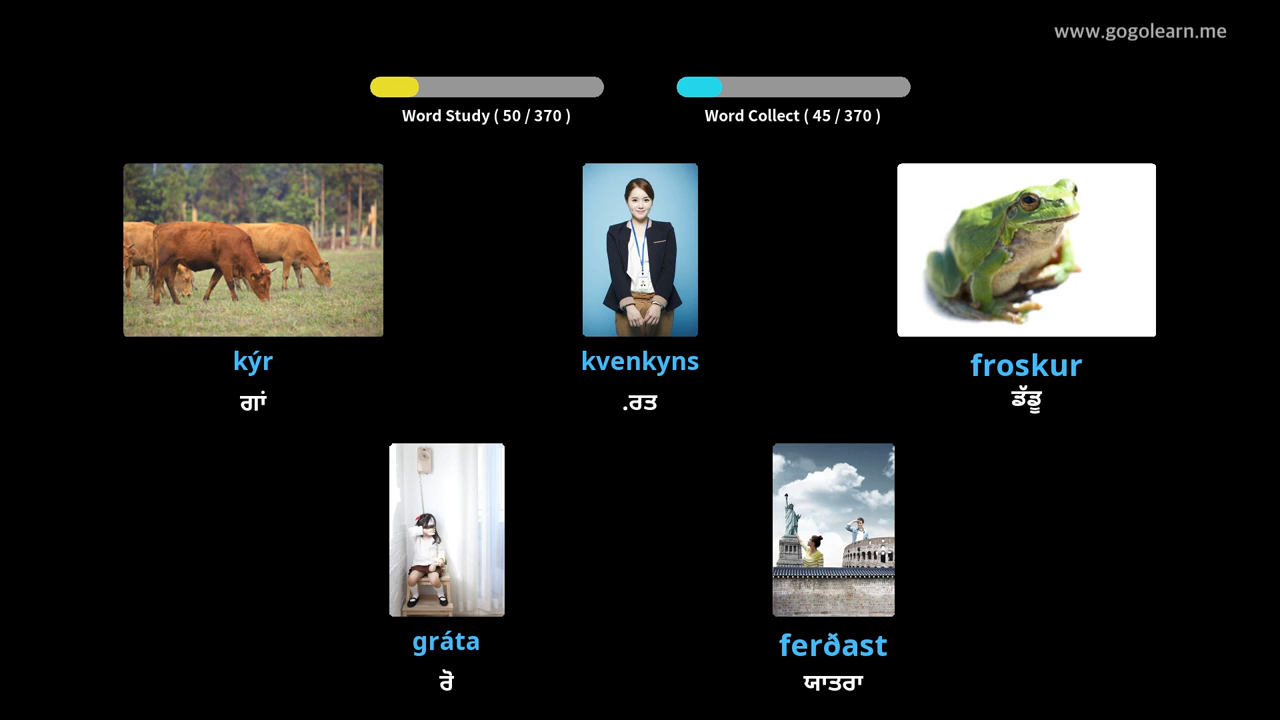 www.gogolearn.me
Word Study ( 50 / 370 )
Word Collect ( 45 / 370 )
kýr
ਗਾਂ
kvenkyns
.ਰਤ
froskur
ਡੱਡੂ
gráta
ਰੋ
ferðast
ਯਾਤਰਾ